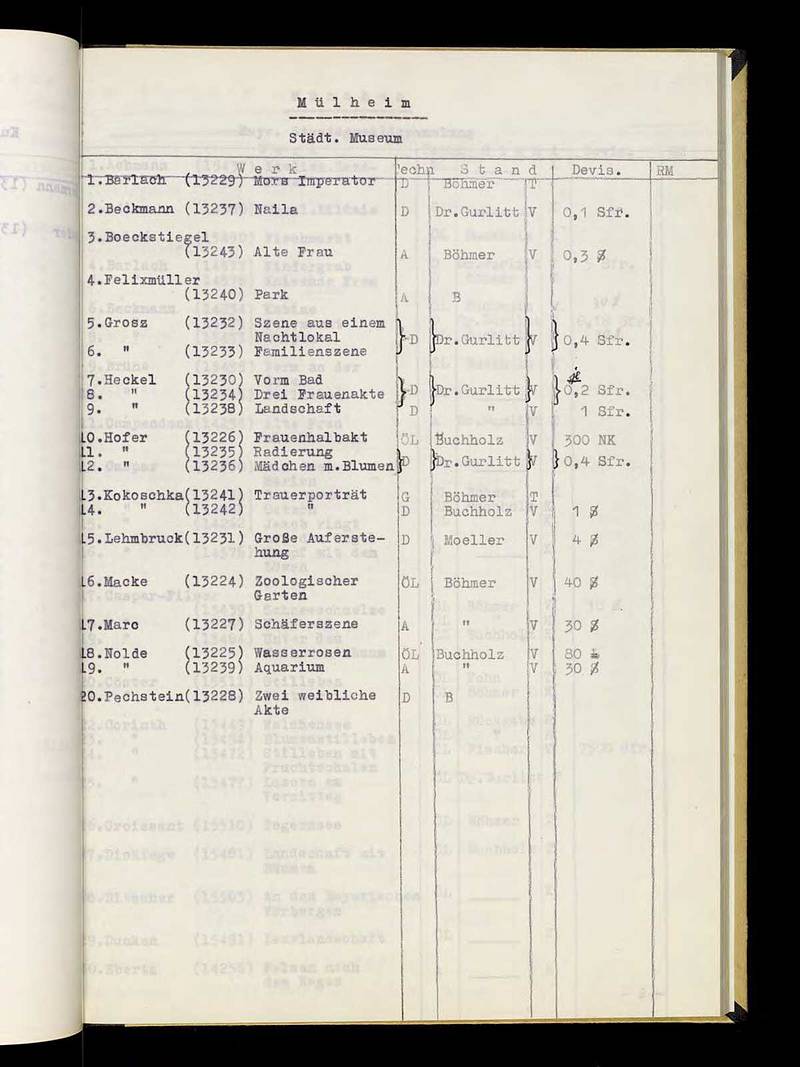 Mülheim
Städt. Museum
Werk 'echn Stand Devis. RM
1.Barlach (13229) Mors Imperator D Böhmer T
2.Beckmann (13237) Naila D Dr.Gurlitt V 0,1 Sfr.
3.Boeckstiegel
(13243) Alte Frau A Böhmer V 0,3 $
4.Felixmüller
(13240) Park A B
5.Grosz (13232) Szene aus einem
Nachtlokal } D } Dr.Gurlitt } V } 0,4 Sfr.
6. " (13233) Familienszene
7.Heckel (13230) Vorm Bad
8. " (13234) Drei Frauenakte } D } Dr.Gurlitt } V } 0,2 Sfr.
9. " (13238) Landschaft D " V 1 Sfr.
10.Hofer (13226) Frauenhalbakt ÖL Buchholz V 300 NK
11. " (13235) Radierung
12. " (13236) Mädchen m.Blumen } D } Dr.Gurlitt } V } 0,4 Sfr.
13.Kokoschka(13241) Trauerporträt G Böhmer T
14. " (13242) " D Buchholz V 1 $
15.Lehmbruck(13231) Große Auferste- D Moeller V 4 $
hung
16.Macke (13224) Zoologischer ÖL Böhmer V 40 $
Garten
17.Marc (13227) Schäferszene A " V 30 $
18.Nolde (13225) Wasserrosen ÖL Buchholz V 80
19. " (13239) Aquarium A " V 30 $
20.Pechstein(13228) Zwei weibliche D B
Akte